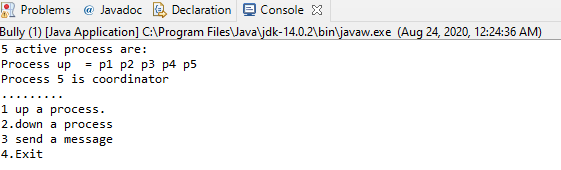 Problems @ Javadoc Declaration Console
Bully (1) [Java Application] C:\Program Files\Java\jdk-14.0.2\bin\javaw.exe (Aug 24, 2020, 12:24:36 AM)
5 active process are:
Process up  = p1 p2 p3 p4 p5
Process 5 is coordinator
.........
1 up a process.
2.down a process
3 send a message
4.Exit